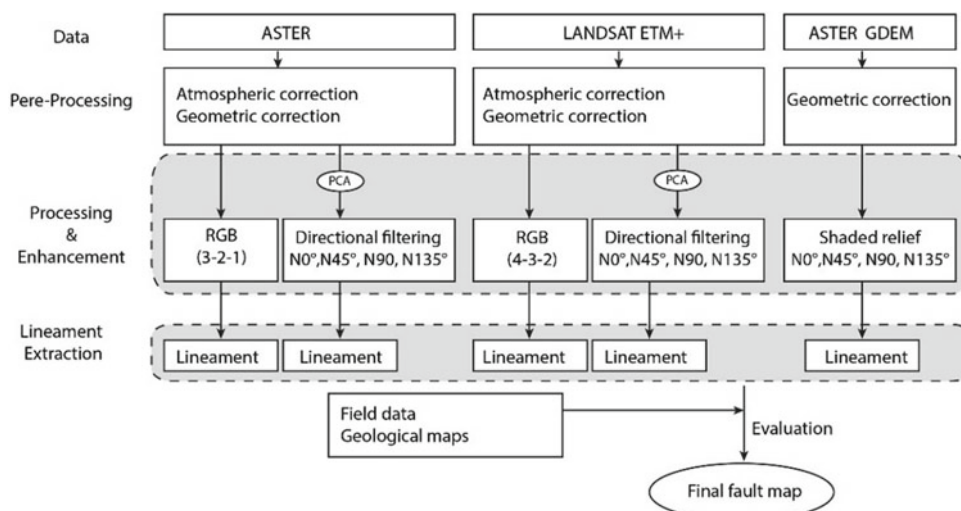 Data
ASTER
LANDSAT ETM+
ASTER GDEM
Pere-Processing
Atmospheric correction
Geometric correction
Atmospheric correction
Geometric correction
Geometric correction
PCA
PCA
Processing
&
Enhancement
RGB
(3-2-1)
Directional filtering
N0°,N45°, N90, N135°
RGB
(4-3-2)
Directional filtering
N0°,N45°, N90, N135°
Shaded relief
N0°,N45°, N90, N135°
Lineament
Extraction
Lineament
Lineament
Lineament
Lineament
Lineament
Field data
Geological maps
Evaluation
Final fault map